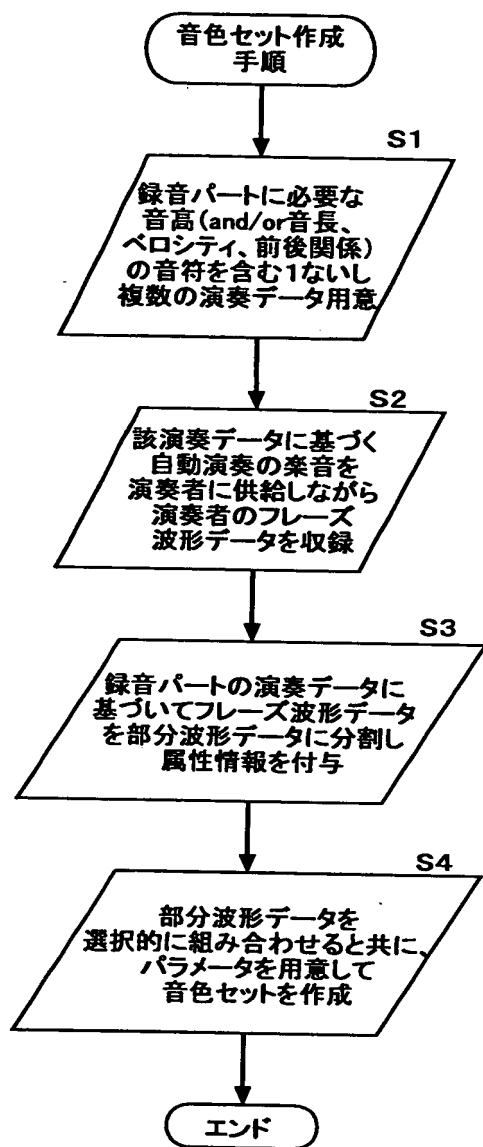 音色セット作成
手順
S1
録音パートに必要な
音高(and/or音長、
ベロシティ、前後関係)
の音符を含む1ないし
複数の演奏データ用意
S2
該演奏データに基づく
自動演奏の楽音を
演奏者に供給しながら
演奏者のフレーズ
波形データを収録
S3
録音パートの演奏データに
基づいてフレーズ波形データ
を部分波形データに分割し
属性情報を付与
S4
部分波形データを
選択的に組み合わせると共に、
パラメータを用意して
音色セットを作成
エンド